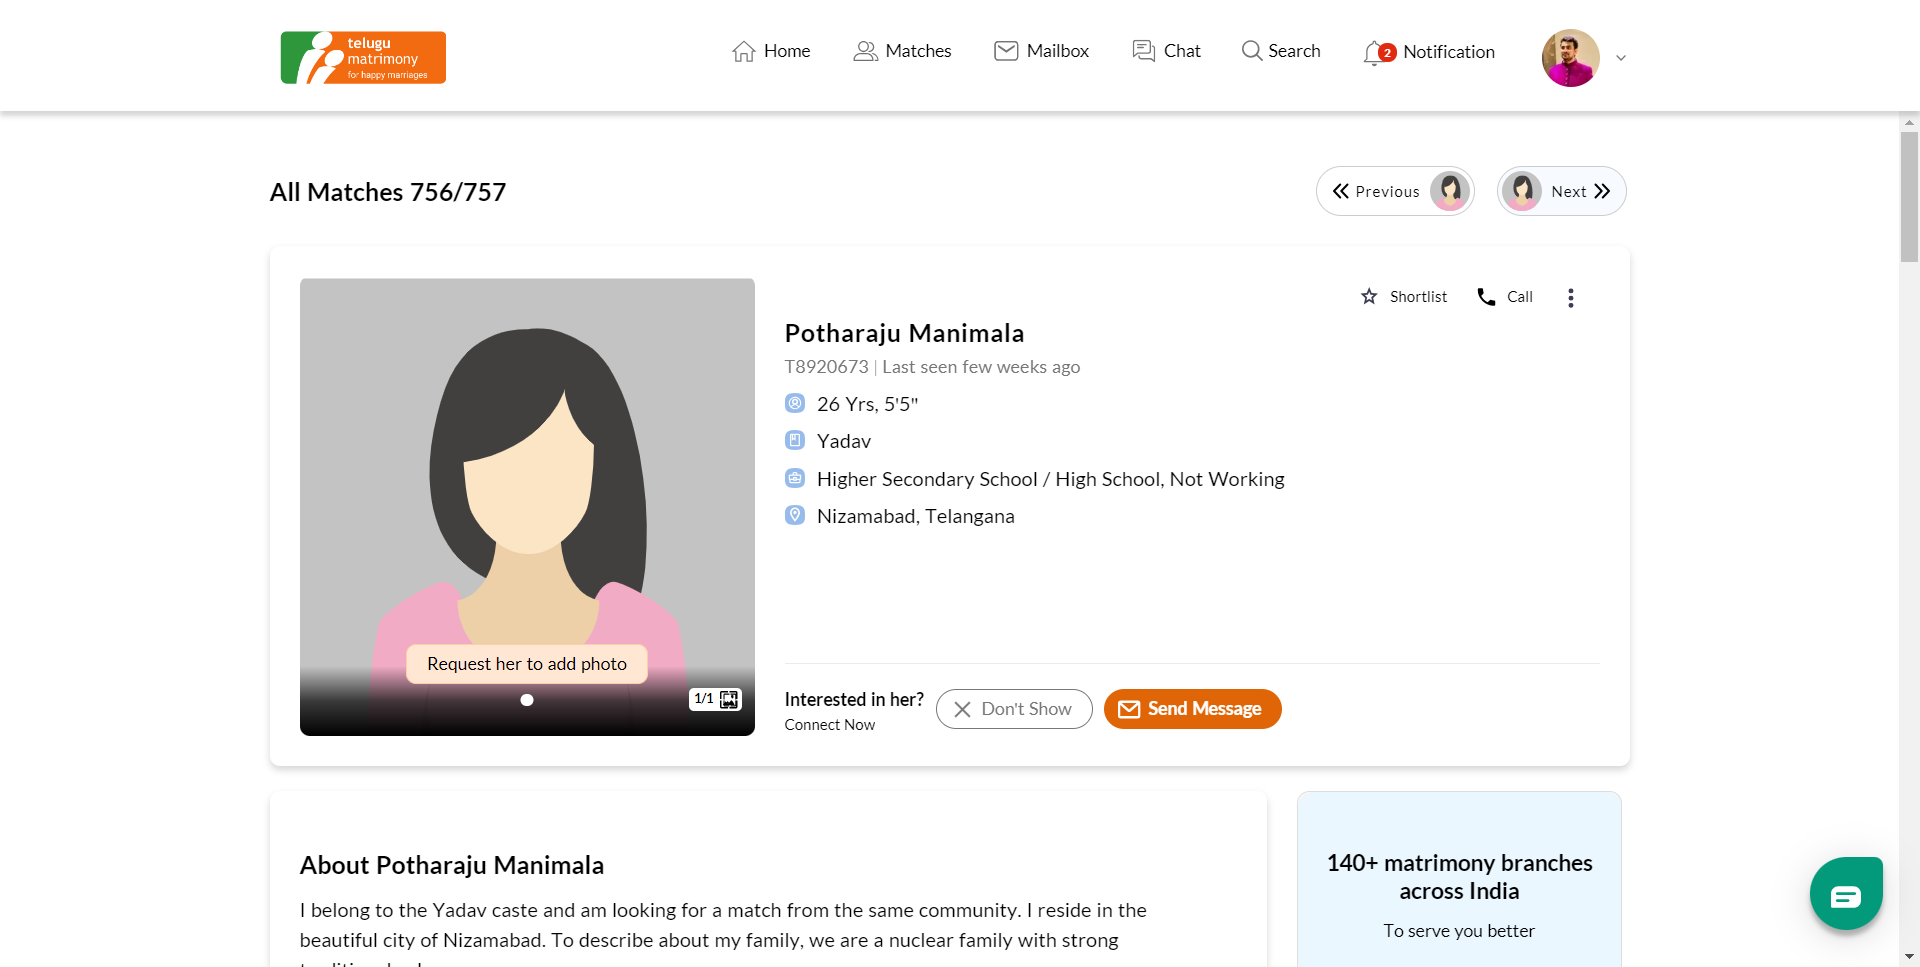 telugu
matrimony
for happy marriages
Home
Matches
Mailbox
Chat
Search
2
Notification
All Matches 756/757
Previous
Next
Shortlist
Call
Potharaju Manimala
T8920673 | Last seen few weeks ago
26 Yrs, 5'5"
Yadav
Higher Secondary School / High School, Not Working
Nizamabad, Telangana
Request her to add photo
1/1
Interested in her?
Connect Now
Don't Show
Send Message
About Potharaju Manimala
I belong to the Yadav caste and am looking for a match from the same community. I reside in the
beautiful city of Nizamabad. To describe about my family, we are a nuclear family with strong
140+ matrimony branches
across India
To serve you better